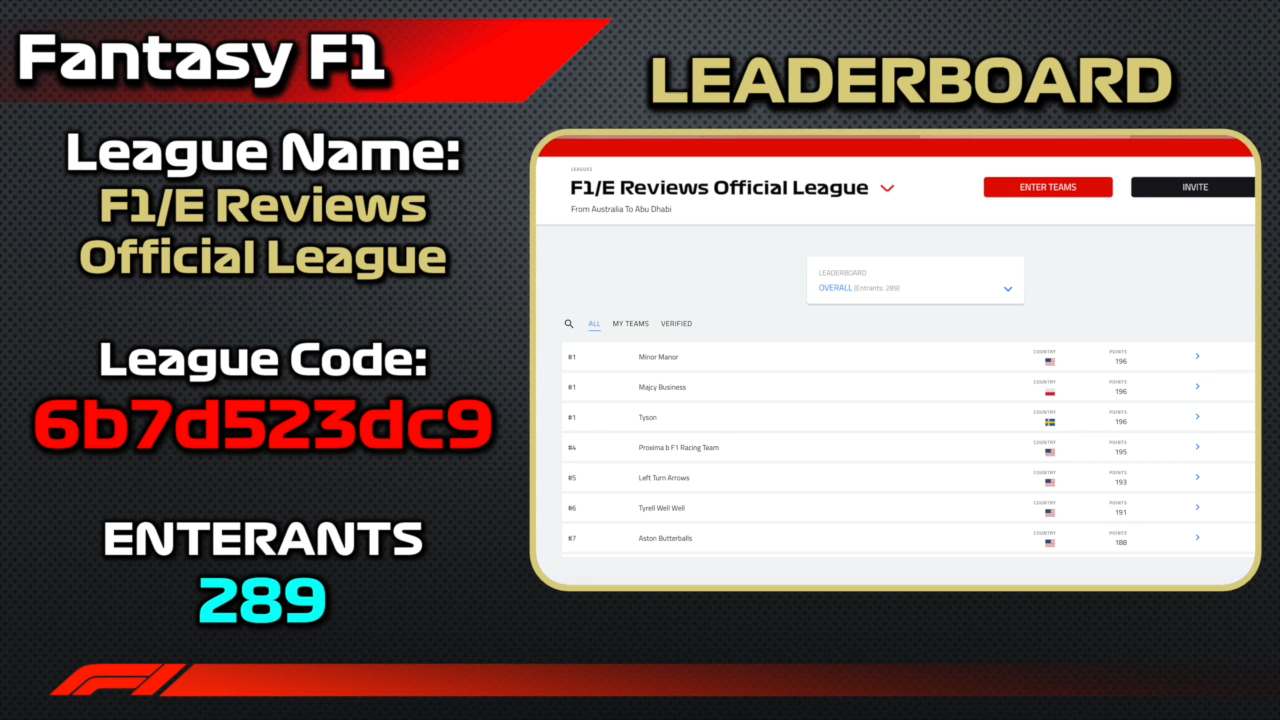 Fantasy F1
League Name:
F1/E Reviews
Official League
League Code:
6b7d523dc9
ENTERANTS
289
LEADERBOARD
LEAGUES
F1/E Reviews Official League
ENTER TEAMS
INVITE
From Australia To Abu Dhabi
LEADERBOARD
OVERALL (Entrants: 289)
ALL MY TEAMS VERIFIED
#1 Minor Manor COUNTRY POINTS 196
#1 Majcy Business COUNTRY POINTS 196
#1 Tyson COUNTRY POINTS 196
#4 Proxima b F1 Racing Team COUNTRY POINTS 195
#5 Left Turn Arrows COUNTRY POINTS 193
#6 Tyrell Well Well COUNTRY POINTS 191
#7 Aston Butterballs COUNTRY POINTS 188